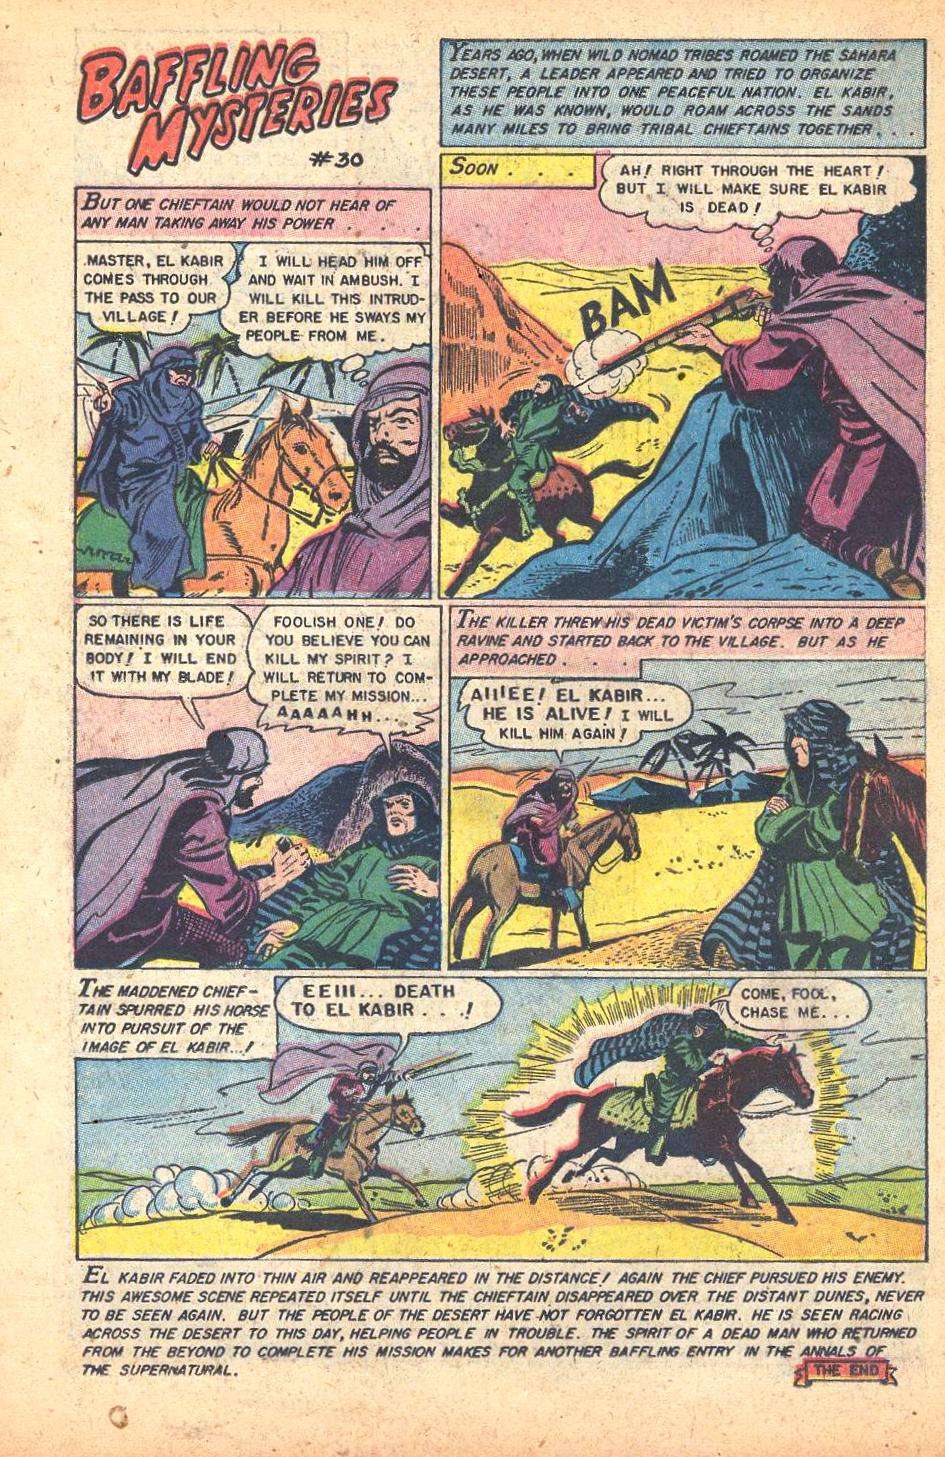 BAFFLING
MYSTERIES
#30
YEARS AGO, WHEN WILD NOMAD TRIBES ROAMED THE SAHARA
DESERT, A LEADER APPEARED AND TRIED TO ORGANIZE
THESE PEOPLE INTO ONE PEACEFUL NATION. EL KABIR,
AS HE WAS KNOWN, WOULD ROAM ACROSS THE SANDS
MANY MILES TO BRING TRIBAL CHIEFTAINS TOGETHER . . .
BUT ONE CHIEFTAIN WOULD NOT HEAR OF
ANY MAN TAKING AWAY HIS POWER . . . .
MASTER, EL KABIR
COMES THROUGH
THE PASS TO OUR
VILLAGE!
I WILL HEAD HIM OFF
AND WAIT IN AMBUSH. I
WILL KILL THIS INTRUD-
ER BEFORE HE SWAYS MY
PEOPLE FROM ME.
SOON . . . .
AH! RIGHT THROUGH THE HEART!
BUT I WILL MAKE SURE EL KABIR
IS DEAD!
BAM
SO THERE IS LIFE
REMAINING IN YOUR
BODY! I WILL END
IT WITH MY BLADE!
FOOLISH ONE! DO
YOU BELIEVE YOU CAN
KILL MY SPIRIT? I
WILL RETURN TO COM-
PLETE MY MISSION...
AAAAAHH...
THE KILLER THREW HIS DEAD VICTIM'S CORPSE INTO A DEEP
RAVINE AND STARTED BACK TO THE VILLAGE. BUT AS HE
APPROACHED . . . .
AIIIEE! EL KABIR...
HE IS ALIVE! I WILL
KILL HIM AGAIN!
THE MADDENED CHIEF-
TAIN SPURRED HIS HORSE
INTO PURSUIT OF THE
IMAGE OF EL KABIR...!
EEIII... DEATH
TO EL KABIR . . .!
COME, FOOL,
CHASE ME...
EL KABIR FADED INTO THIN AIR AND REAPPEARED IN THE DISTANCE! AGAIN THE CHIEF PURSUED HIS ENEMY.
THIS AWESOME SCENE REPEATED ITSELF UNTIL THE CHIEFTAIN DISAPPEARED OVER THE DISTANT DUNES, NEVER
TO BE SEEN AGAIN. BUT THE PEOPLE OF THE DESERT HAVE NOT FORGOTTEN EL KABIR. HE IS SEEN RACING
ACROSS THE DESERT TO THIS DAY, HELPING PEOPLE IN TROUBLE. THE SPIRIT OF A DEAD MAN WHO RETURNED
FROM THE BEYOND TO COMPLETE HIS MISSION MAKES FOR ANOTHER BAFFLING ENTRY IN THE ANNALS OF
THE SUPERNATURAL.
THE END